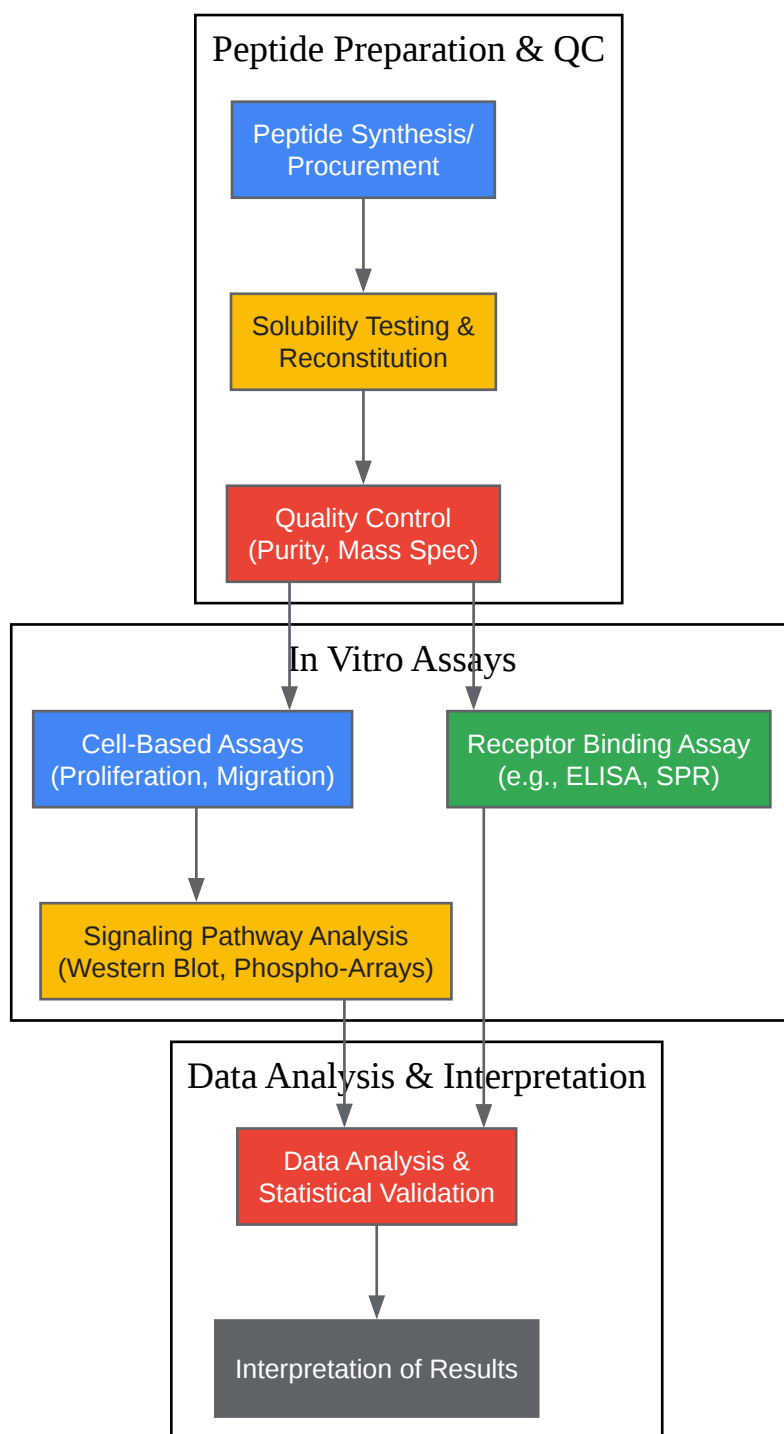 Peptide Preparation & QC
Peptide Synthesis/
Procurement
Solubility Testing &
Reconstitution
Quality Control
(Purity, Mass Spec)
In Vitro Assays
Cell-Based Assays
(Proliferation, Migration)
Receptor Binding Assay
(e.g., ELISA, SPR)
Signaling Pathway Analysis
(Western Blot, Phospho-Arrays)
Data Analysis & Interpretation
Data Analysis &
Statistical Validation
Interpretation of Results